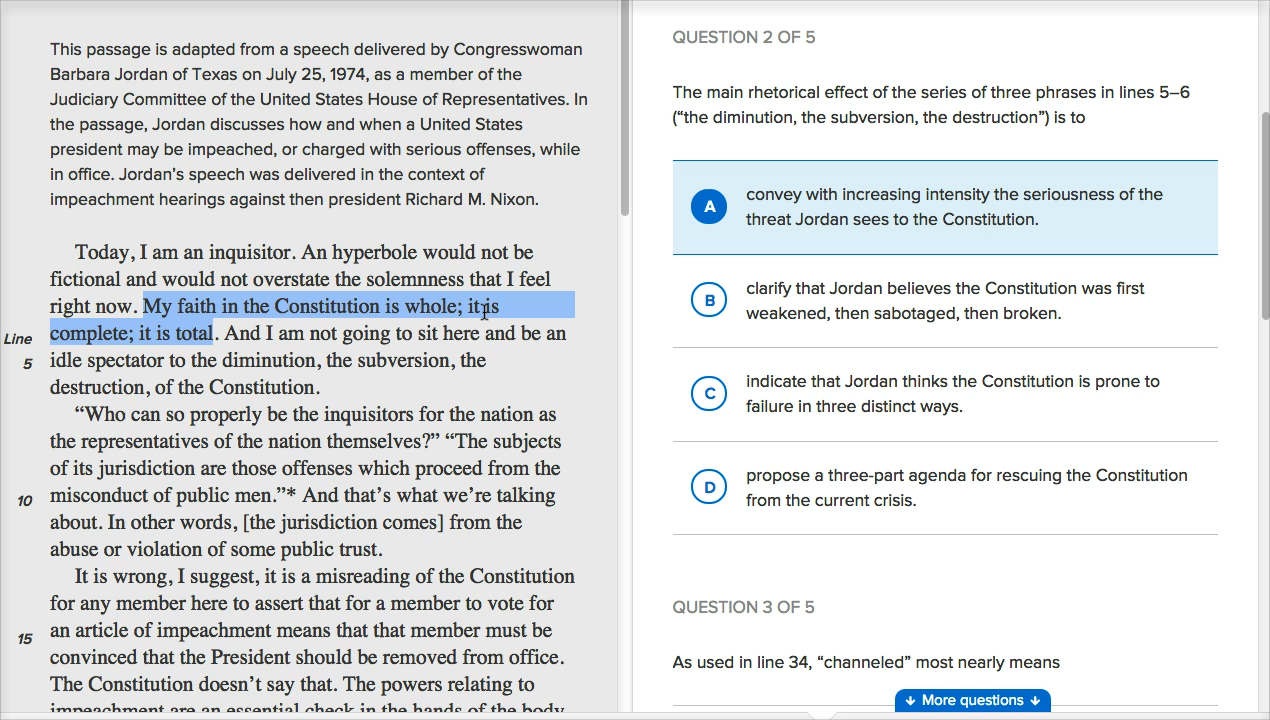 This passage is adapted from a speech delivered by Congresswoman
Barbara Jordan of Texas on July 25, 1974, as a member of the
Judiciary Committee of the United States House of Representatives. In
the passage, Jordan discusses how and when a United States
president may be impeached, or charged with serious offenses, while
in office. Jordan's speech was delivered in the context of
impeachment hearings against then president Richard M. Nixon.
Today, I am an inquisitor. An hyperbole would not be
fictional and would not overstate the solemnness that I feel
right now. My faith in the Constitution is whole; it is
Line complete; it is total. And I am not going to sit here and be an
5 idle spectator to the diminution, the subversion, the
destruction, of the Constitution.
“Who can so properly be the inquisitors for the nation as
the representatives of the nation themselves?” “The subjects
of its jurisdiction are those offenses which proceed from the
10 misconduct of public men.”* And that’s what we’re talking
about. In other words, [the jurisdiction comes] from the
abuse or violation of some public trust.
It is wrong, I suggest, it is a misreading of the Constitution
for any member here to assert that for a member to vote for
15 an article of impeachment means that that member must be
convinced that the President should be removed from office.
The Constitution doesn’t say that. The powers relating to
impeachment are an essential check in the hands of the body
QUESTION 2 OF 5
The main rhetorical effect of the series of three phrases in lines 5–6
(“the diminution, the subversion, the destruction”) is to
A convey with increasing intensity the seriousness of the
threat Jordan sees to the Constitution.
B clarify that Jordan believes the Constitution was first
weakened, then sabotaged, then broken.
C indicate that Jordan thinks the Constitution is prone to
failure in three distinct ways.
D propose a three-part agenda for rescuing the Constitution
from the current crisis.
QUESTION 3 OF 5
As used in line 34, “channeled” most nearly means
↓ More questions ↓